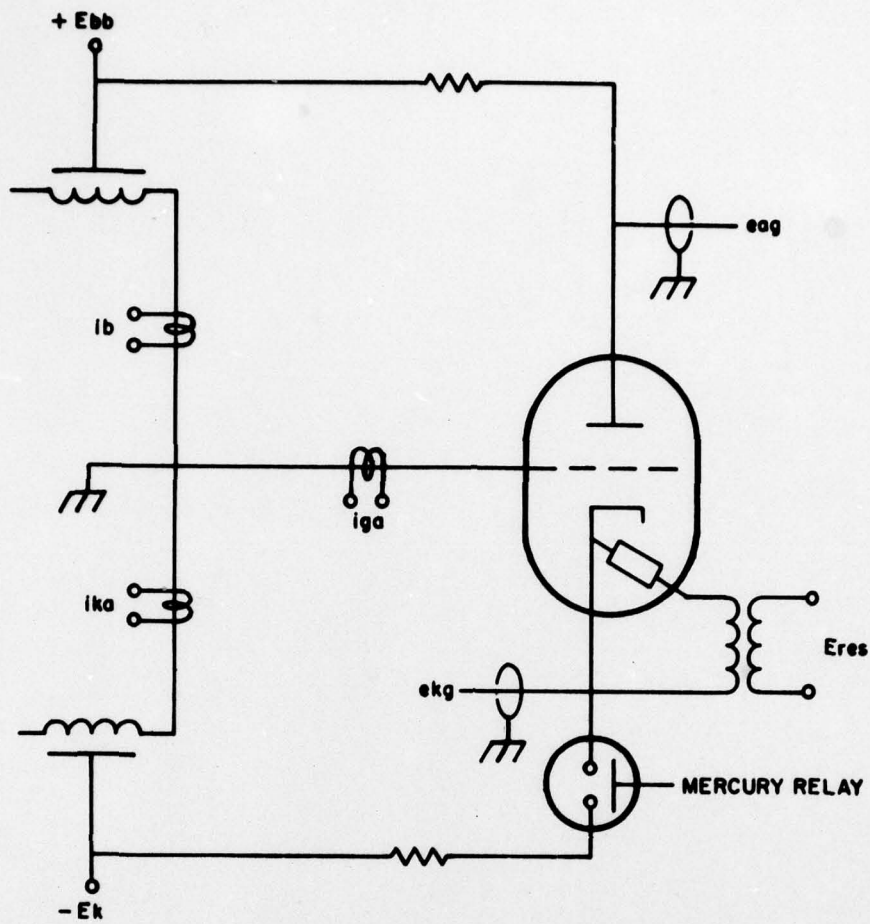 + Ebb
eag
ib
iga
ika
Eres
ekg
MERCURY RELAY
- Ek